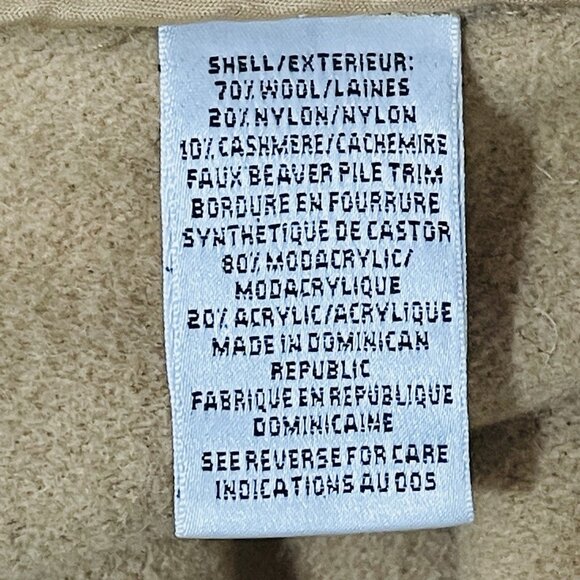 SHELL/EXTERIEUR:
70% WOOL/LAINES
20% NYLON/NYLON
10% CASHMERE/CACHEMIRE
FAUX BEAVER PILE TRIM
BORDURE EN FOURRURE
SYNTHÈTIQUE DE CASTOR
80% MODACRYLIC/
MODACRYLIQUE
20% ACRYLIC/ACRYLIQUE
MADE IN DOMINICAN
REPUBLIC
FABRIQUE EN REPUBLIQUE
DOMINICAINE
SEE REVERSE FOR CARE
INDICATIONS AU DOS